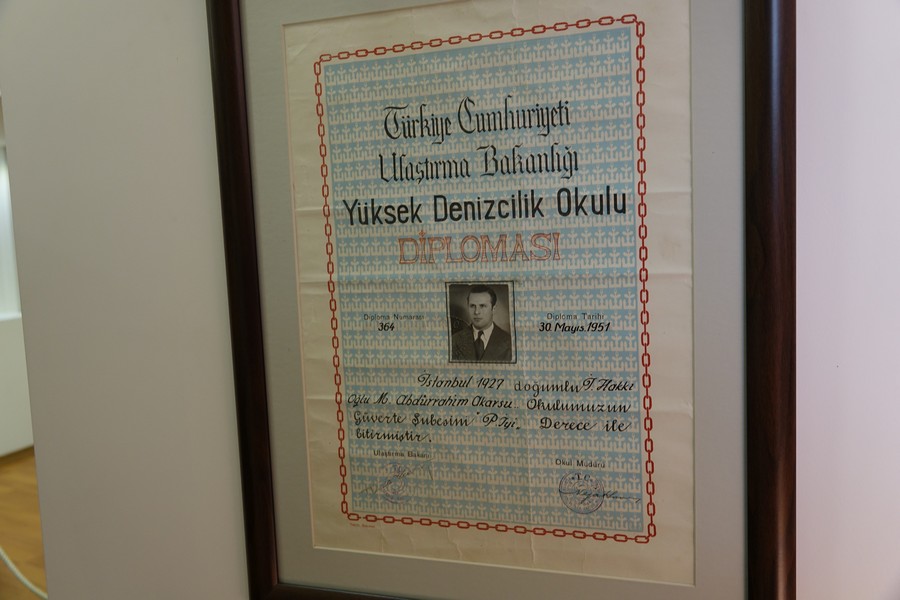 Türkiye Cumhuriyeti
Ulaştırma Bakanlığı
Yüksek Denizcilik Okulu
DİPLOMASI
Diploma Numarası
364
Diploma Tarihi
30 Mayıs 1951
İstanbul 1927 doğumlu İ. Hakkı
Oğlu M. Abdürrahim Akarsu Okulumuzun
Güverte Şubesini "P. İyi" Derece ile
bitirmiştir.
Ulaştırma Bakanı
Okul Müdürü
T.C.